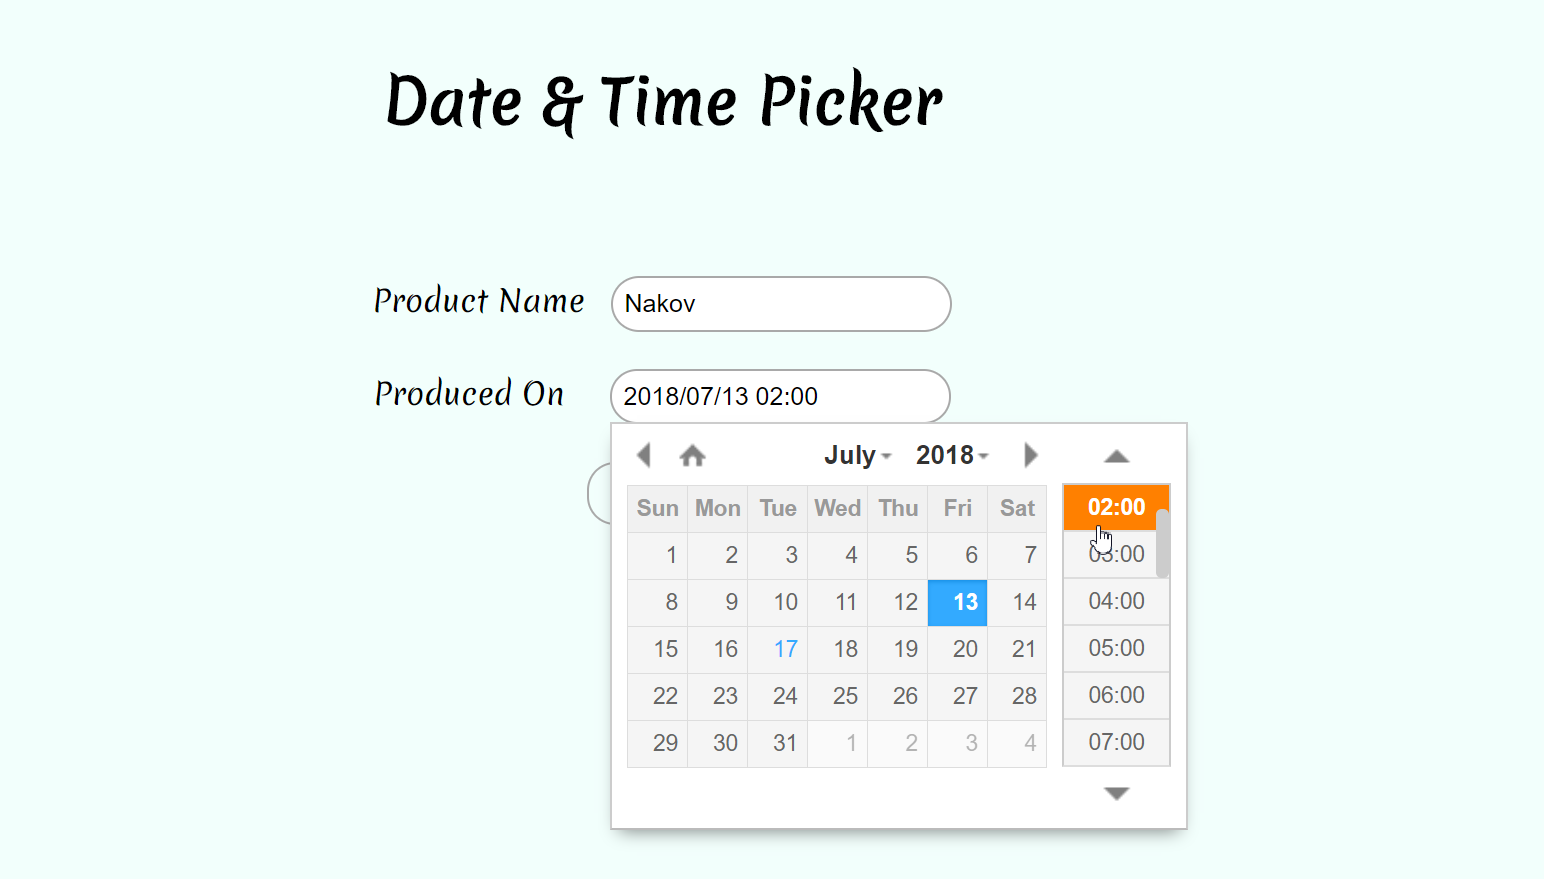 Date & Time Picker
Product Name Nakov
Produced On 2018/07/13 02:00
July 2018
Sun Mon Tue Wed Thu Fri Sat
1 2 3 4 5 6 7
8 9 10 11 12 13 14
15 16 17 18 19 20 21
22 23 24 25 26 27 28
29 30 31 1 2 3 4
02:00
03:00
04:00
05:00
06:00
07:00